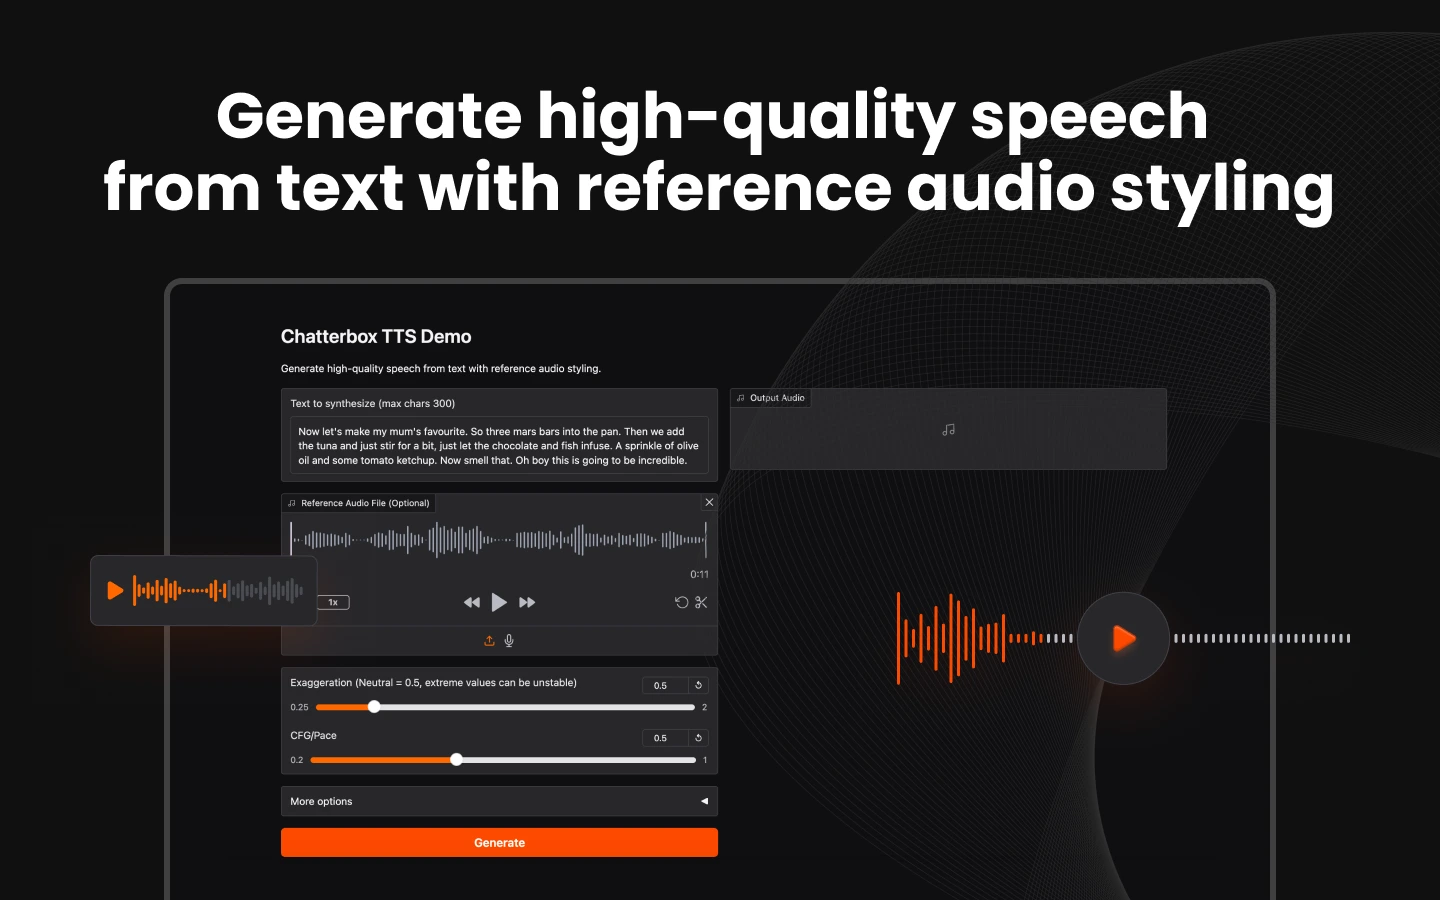 Generate high-quality speech
from text with reference audio styling
Chatterbox TTS Demo
Generate high-quality speech from text with reference audio styling.
Text to synthesize (max chars 300)
Now let's make my mum's favourite. So three mars bars into the pan. Then we add
the tuna and just stir for a bit, just let the chocolate and fish infuse. A sprinkle of olive
oil and some tomato ketchup. Now smell that. Oh boy this is going to be incredible.
Output Audio
Reference Audio File (Optional)
0:11
1x
Exaggeration (Neutral = 0.5, extreme values can be unstable)
0.5
0.25
2
CFG/Pace
0.5
0.2
1
More options
Generate